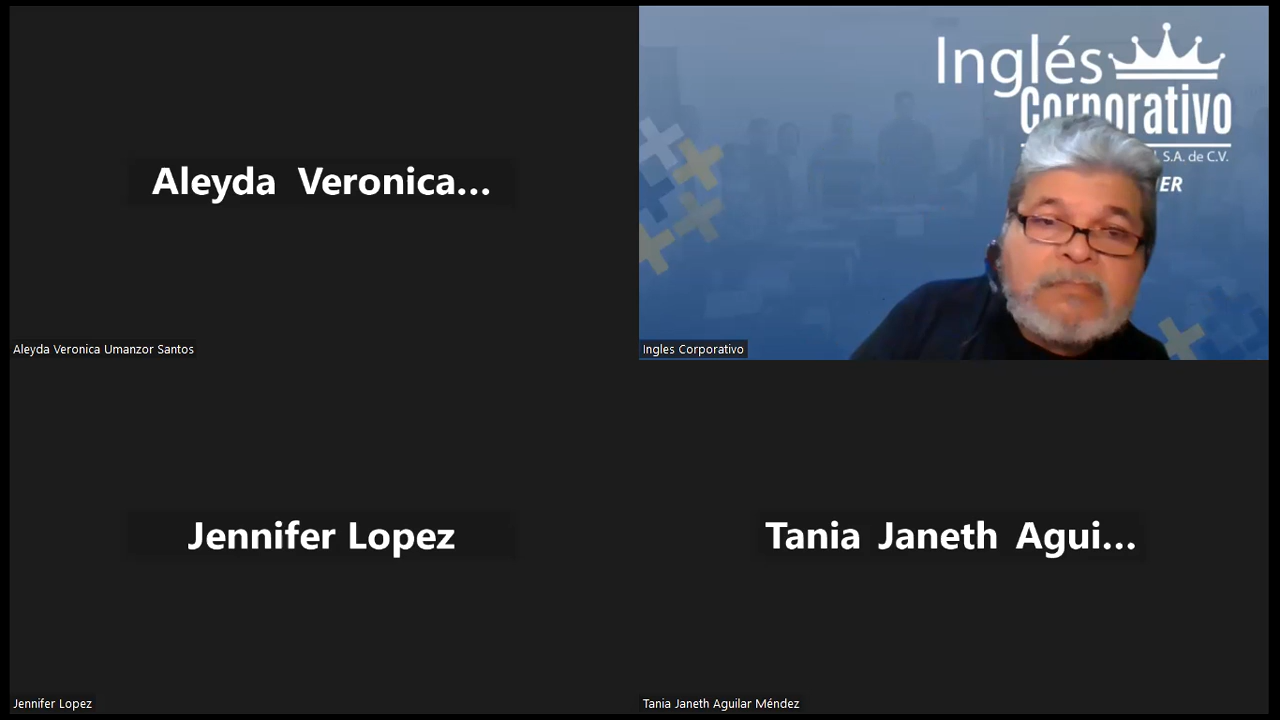 Aleyda Veronica...
Aleyda Veronica Umanzor Santos
Inglés
Corporativo
S.A. de C.V.
Ingles Corporativo
Jennifer Lopez
Jennifer Lopez
Tania Janeth Agui...
Tania Janeth Aguilar Méndez